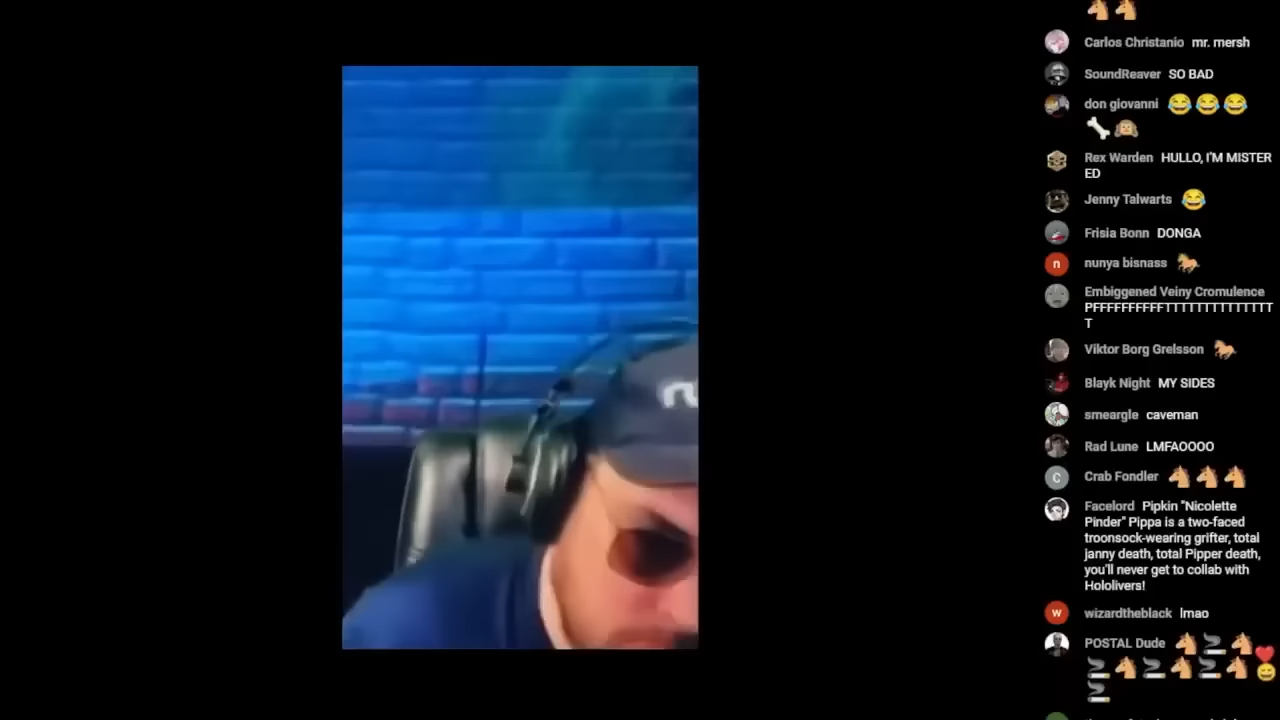 Carlos Christanio mr. mersh
SoundReaver SO BAD
don giovanni 😂😂😂
🦴🙊
Rex Warden HULLO, I'M MISTER
ED
Jenny Talwarts 😂
Frisia Bonn DONGA
n nunya bisnass 🐎
Embiggened Veiny Cromulence
PFFFFFFFFFFTTTTTTTTTTTTTT
T
Viktor Borg Grelsson 🐎
Blayk Night MY SIDES
smeargle caveman
Rad Lune LMFAOOOO
C Crab Fondler 🐴🐴🐴
Facelord Pipkin "Nicolette
Pinder" Pippa is a two-faced
troonsock-wearing grifter, total
janny death, total Pipper death,
you'll never get to collab with
Hololivers!
w wizardtheblack lmao
POSTAL Dude 🐴🚬🐴
🚬🐴🚬🐴🚬🐴
🚬